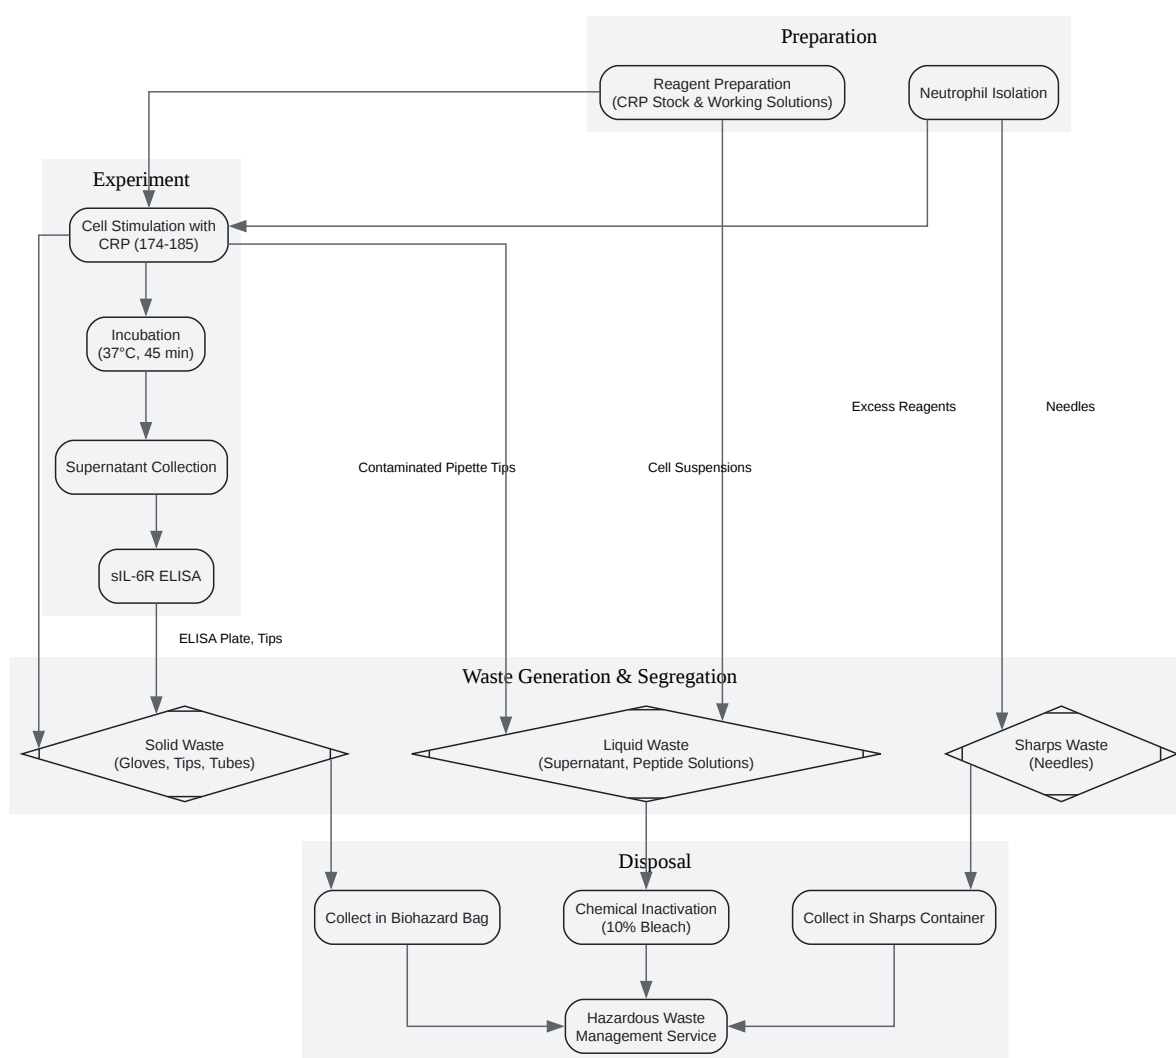 Preparation
Reagent Preparation
(CRP Stock & Working Solutions)
Neutrophil Isolation
Experiment
Cell Stimulation with
CRP (174-185)
Incubation
(37°C, 45 min)
Supernatant Collection
sIL-6R ELISA
Excess Reagents
Needles
Contaminated Pipette Tips
Cell Suspensions
ELISA Plate, Tips
Waste Generation & Segregation
Solid Waste
(Gloves, Tips, Tubes)
Liquid Waste
(Supernatant, Peptide Solutions)
Sharps Waste
(Needles)
Disposal
Collect in Biohazard Bag
Chemical Inactivation
(10% Bleach)
Collect in Sharps Container
Hazardous Waste
Management Service